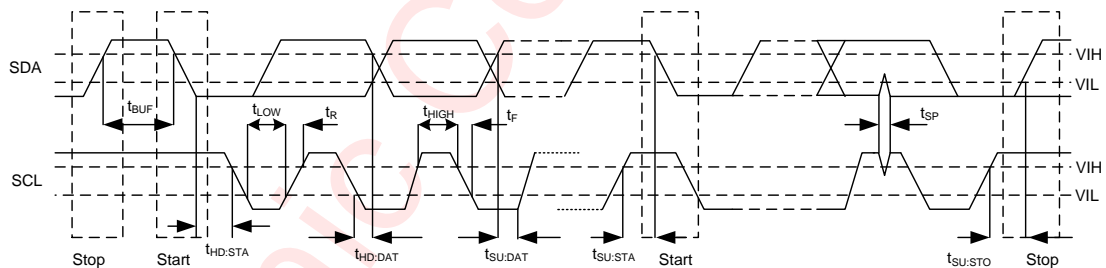 SDA
VIH
VIL
tBUF
tLOW
tR
tHIGH
tF
tSP
SCL
VIH
VIL
tHD:STA
tHD:DAT
tSU:DAT
tSU:STA
tSU:STO
Stop
Start
Start
Stop